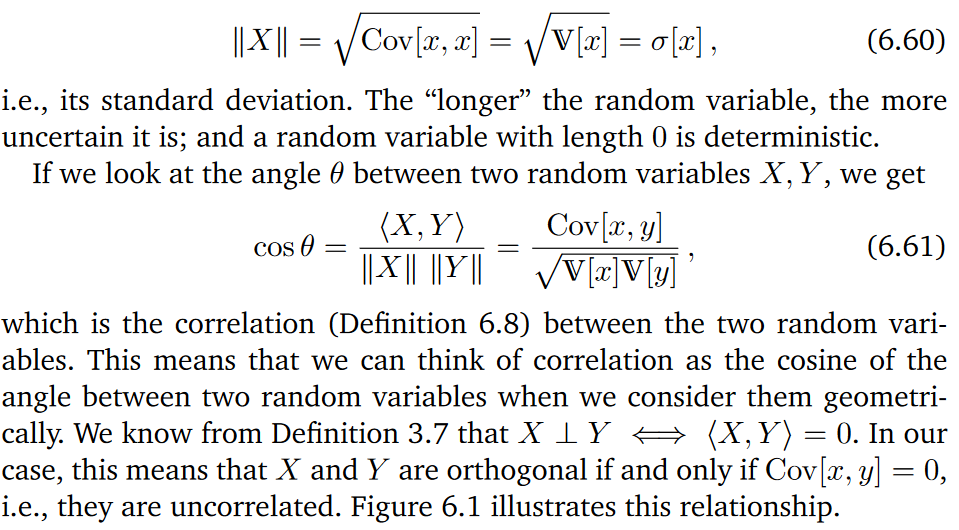 ‖X‖ = √Cov[x, x] = √𝕍[x] = σ[x] , (6.60)
i.e., its standard deviation. The “longer” the random variable, the more
uncertain it is; and a random variable with length 0 is deterministic.
If we look at the angle θ between two random variables X, Y, we get
cos θ = ⟨X, Y⟩ / ‖X‖ ‖Y‖ = Cov[x, y] / √𝕍[x]𝕍[y] , (6.61)
which is the correlation (Definition 6.8) between the two random vari-
ables. This means that we can think of correlation as the cosine of the
angle between two random variables when we consider them geometri-
cally. We know from Definition 3.7 that X ⊥ Y ⟺ ⟨X, Y⟩ = 0. In our
case, this means that X and Y are orthogonal if and only if Cov[x, y] = 0,
i.e., they are uncorrelated. Figure 6.1 illustrates this relationship.